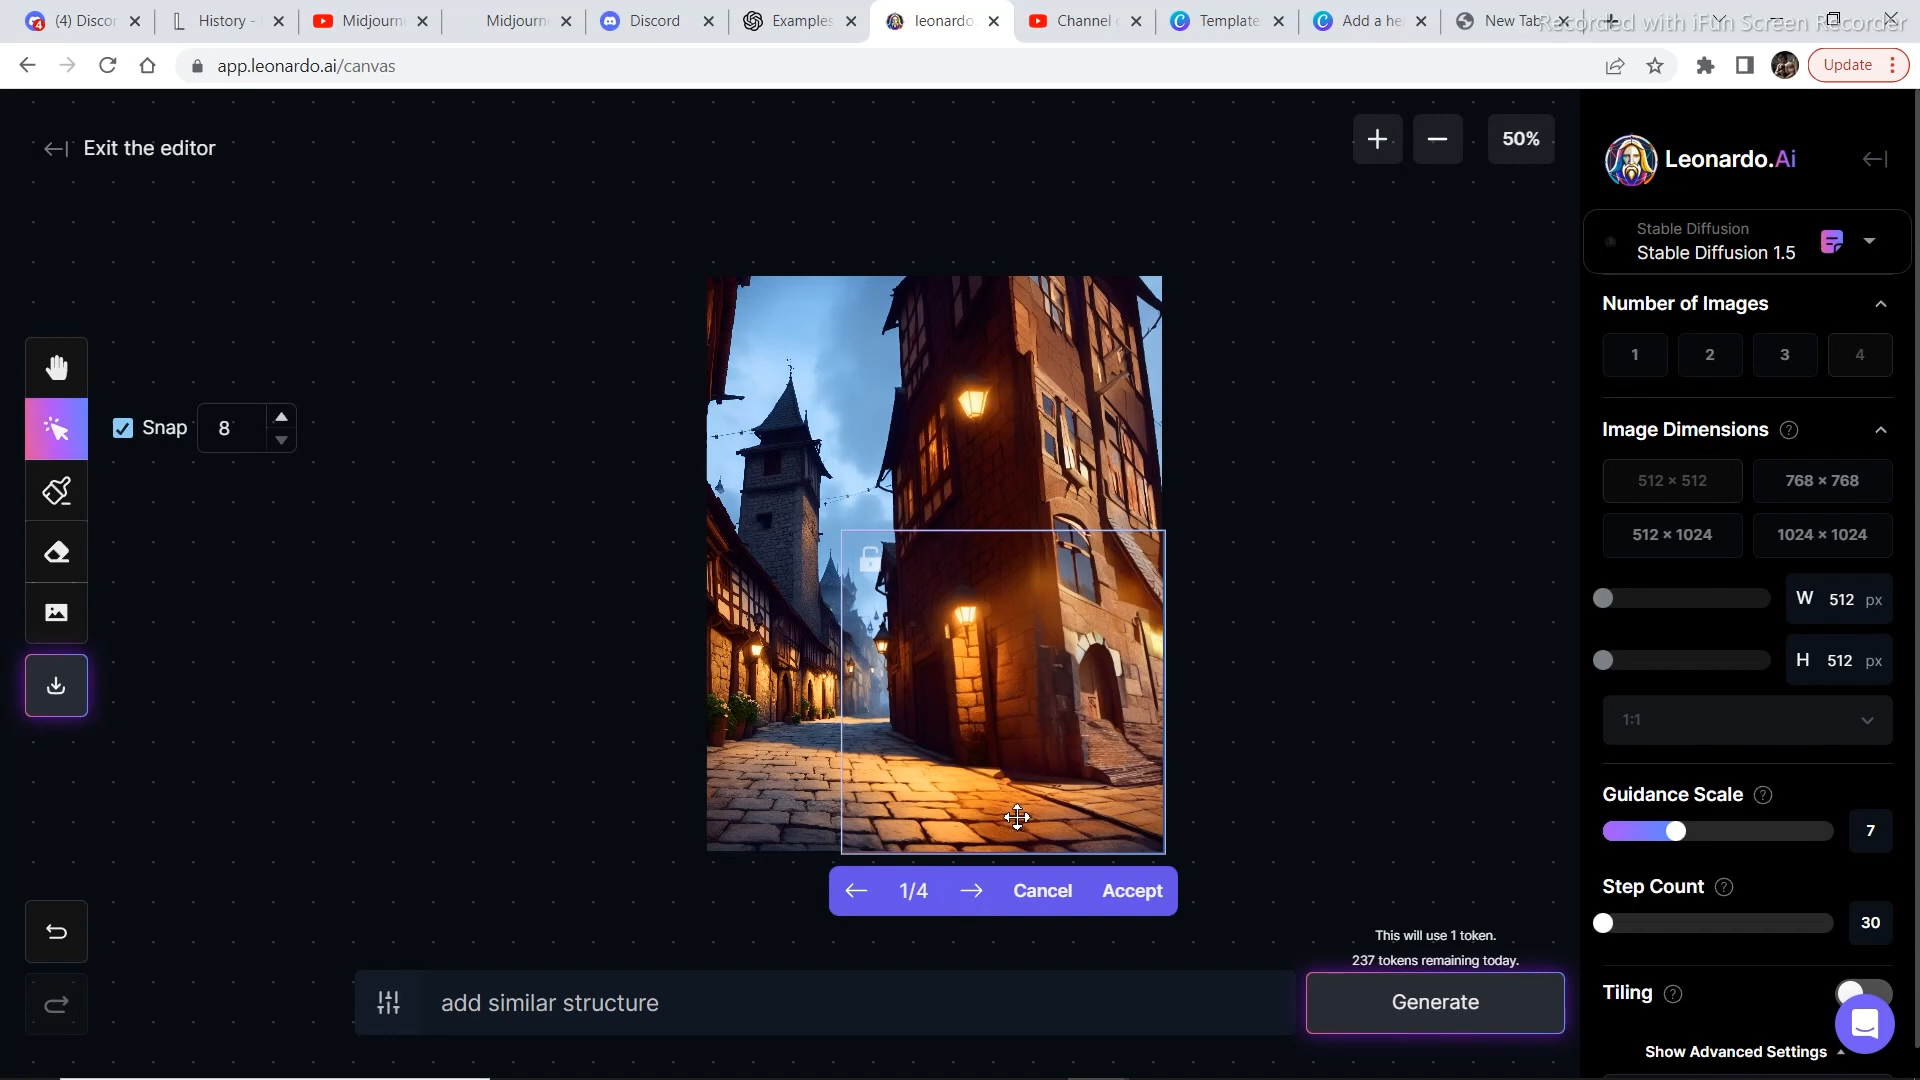 (4) Discor
History -
Midjourn
Midjourn
Discord
Examples
leonardo.
Channel
Template
Add a he
New Tab
Recorded with iFun Screen Recorder
app.leonardo.ai/canvas
Update
Exit the editor
50%
Leonardo.Ai
Stable Diffusion
Stable Diffusion 1.5
Number of Images
1
2
3
4
Image Dimensions
512 × 512
768 × 768
512 × 1024
1024 × 1024
W 512 px
H 512 px
1:1
Guidance Scale
7
Step Count
30
Tiling
Show Advanced Settings
Snap 8
1/4
Cancel
Accept
This will use 1 token.
237 tokens remaining today.
add similar structure
Generate